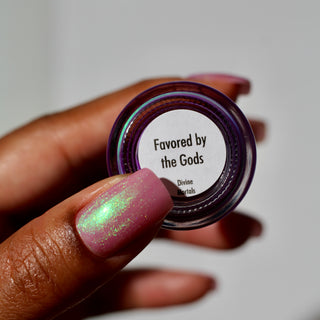 Favored by
the Gods
Divine
Mortals